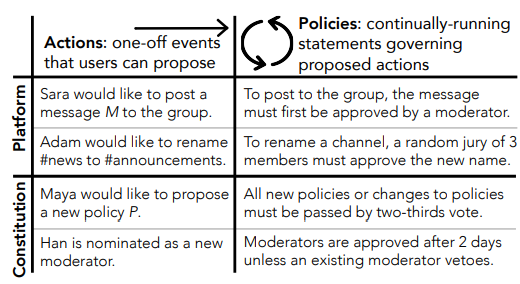 Actions: one-off events
that users can propose
Policies: continually-running
statements governing
proposed actions
Platform
Sara would like to post a
message M to the group.
To post to the group, the message
must first be approved by a moderator.
Adam would like to rename
#news to #announcements.
To rename a channel, a random jury of 3
members must approve the new name.
Constitution
Maya would like to propose
a new policy P.
All new policies or changes to policies
must be passed by two-thirds vote.
Han is nominated as a new
moderator.
Moderators are approved after 2 days
unless an existing moderator vetoes.